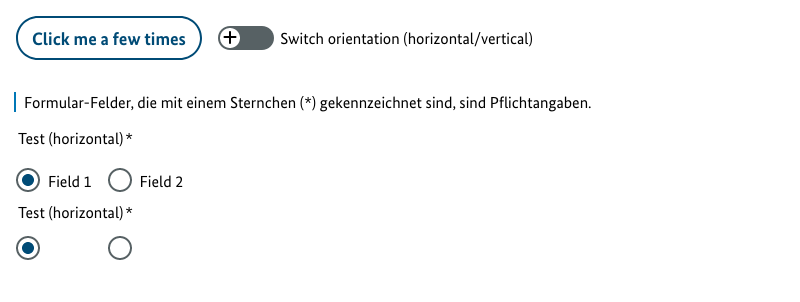 Click me a few times
Switch orientation (horizontal/vertical)
Formular-Felder, die mit einem Sternchen (*) gekennzeichnet sind, sind Pflichtangaben.
Test (horizontal)*
Field 1 Field 2
Test (horizontal)*